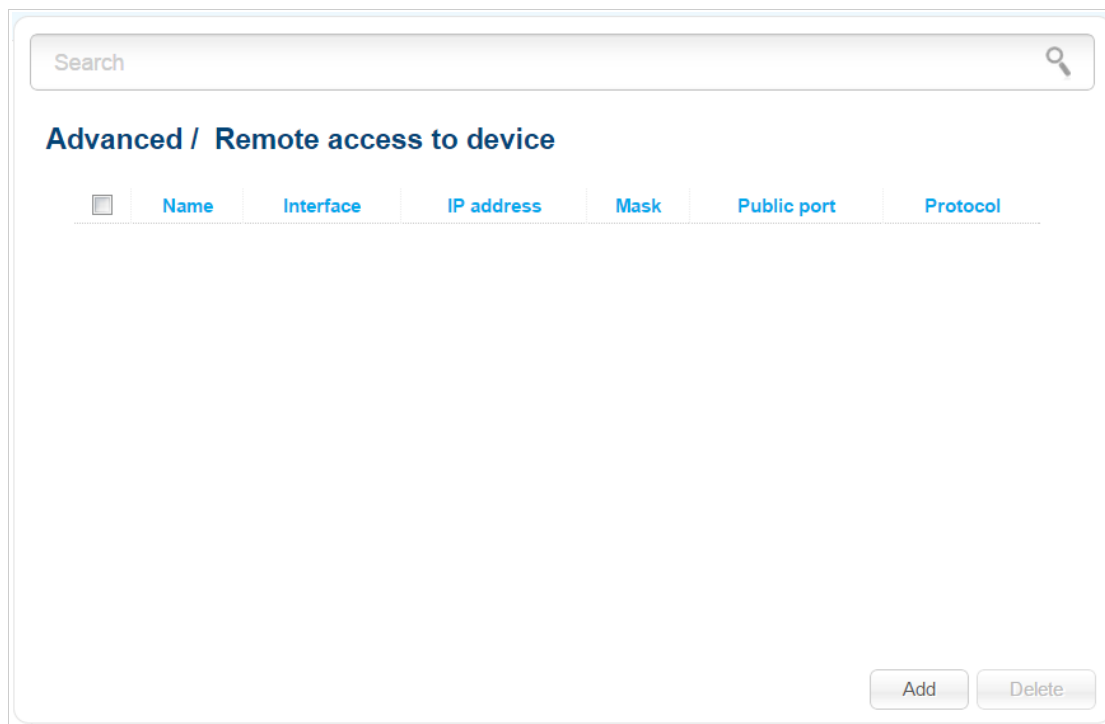 Search
Advanced / Remote access to device
Name Interface IP address Mask Public port Protocol
Add Delete